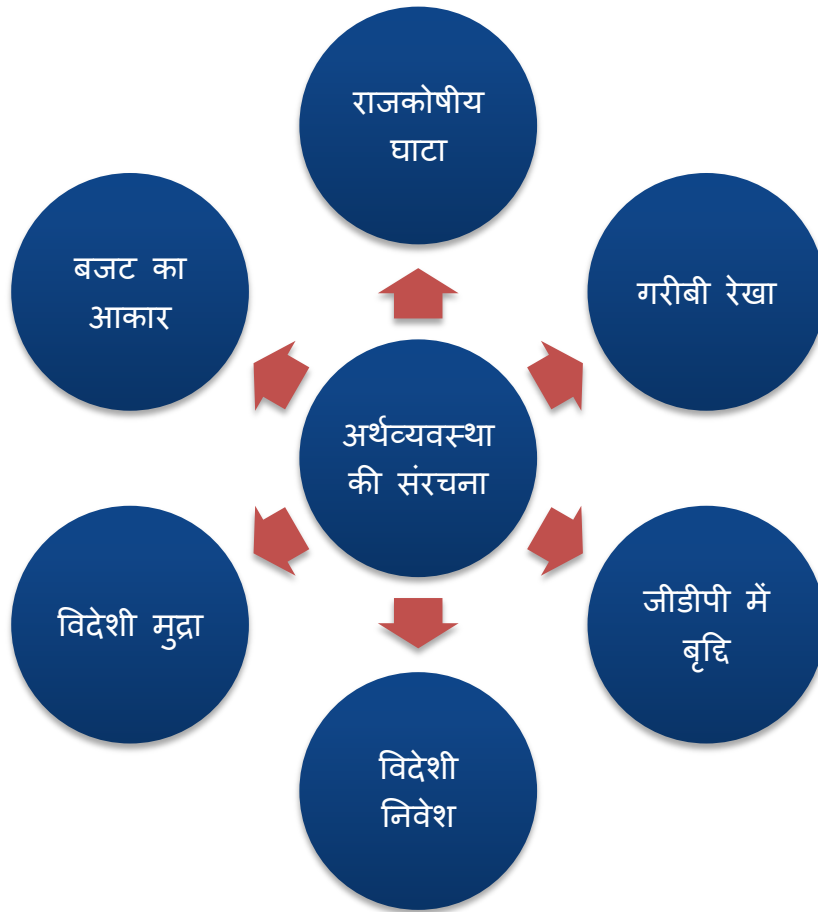 राजकोषीय
घाटा
बजट का
आकार
गरीबी रेखा
अर्थव्यवस्था
की संरचना
विदेशी मुद्रा
जीडीपी में
बृद्दि
विदेशी
निवेश